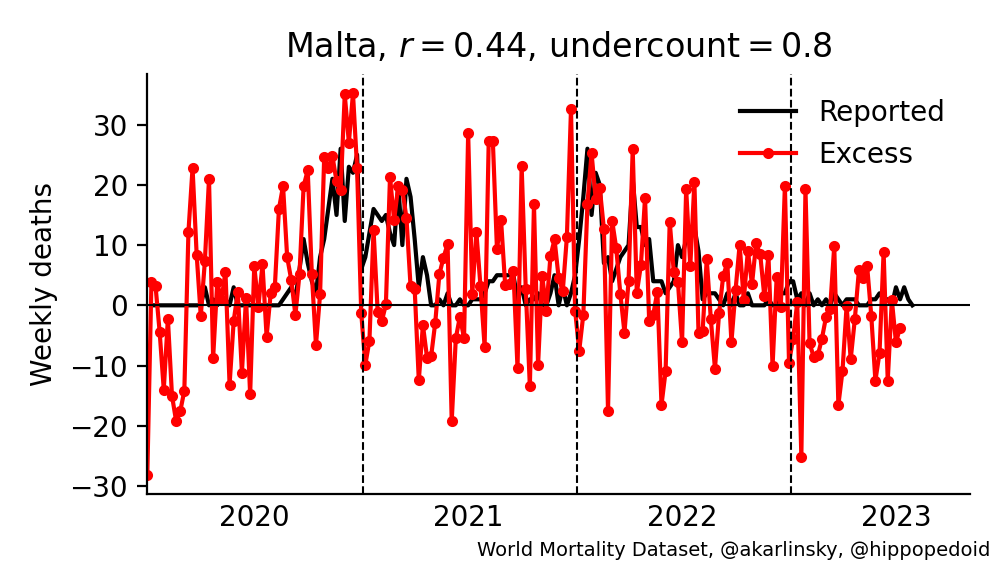 Malta, r = 0.44, undercount = 0.8
Weekly deaths
30
20
10
0
−10
−20
−30
Reported
Excess
2020 2021 2022 2023
World Mortality Dataset, @akarlinsky, @hippopedoid